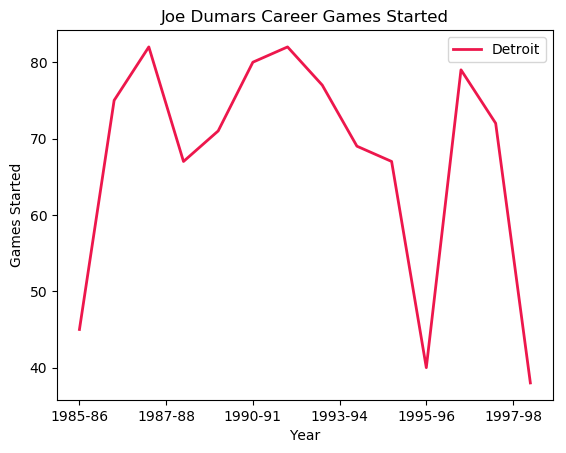 Joe Dumars Career Games Started
Detroit
80
70
60
50
40
Games Started
1985-86 1987-88 1990-91 1993-94 1995-96 1997-98
Year